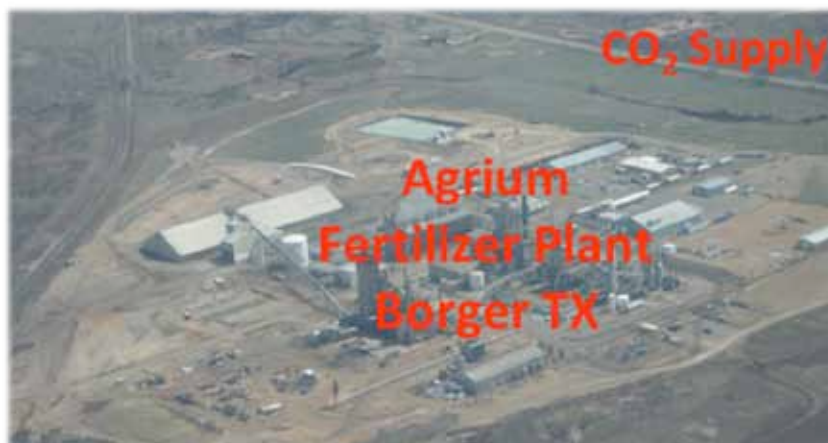 CO₂ Supply
Agrium
Fertilizer Plant
Borger TX